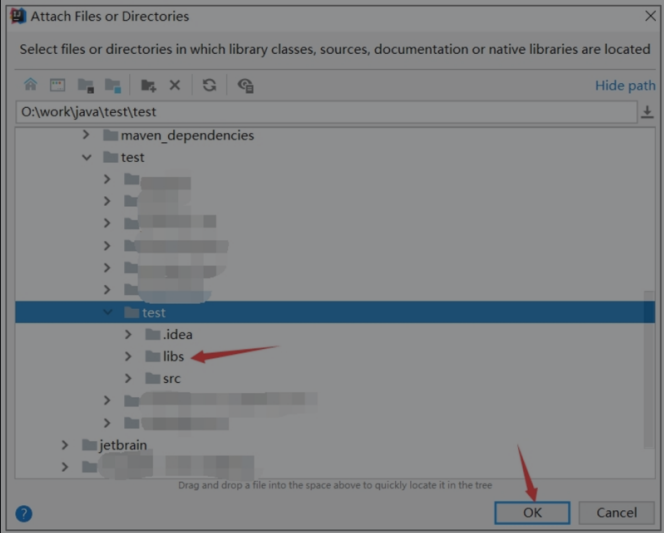 Attach Files or Directories
Select files or directories in which library classes, sources, documentation or native libraries are located
Hide path
O:\work\java\test\test
maven_dependencies
test
test
.idea
libs
src
jetbrain
Drag and drop a file into the space above to quickly locate it in the tree
?
OK
Cancel